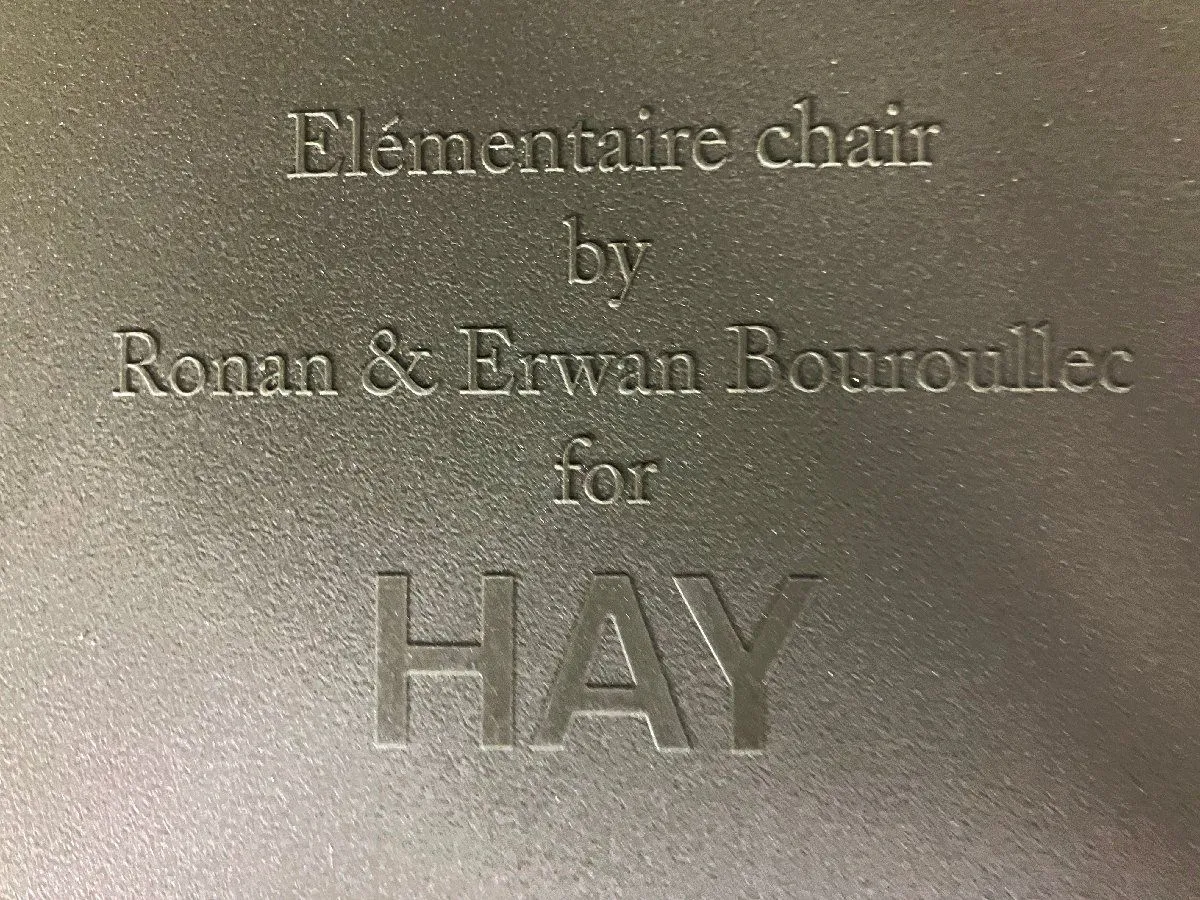 Elémentaire chair
by
Ronan & Erwan Bouroullec
for
HAY